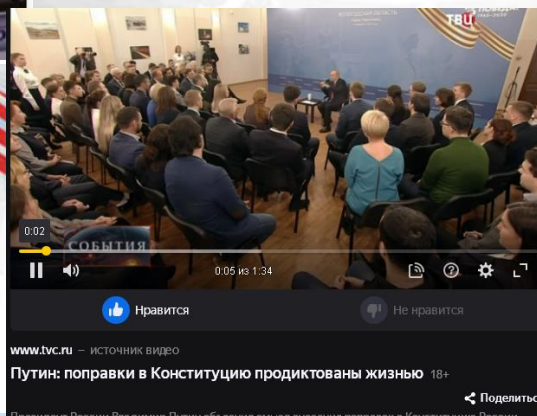 ТВЦ
0:02
СОБЫТИЯ
0:05 из 1:34
Нравится
Не нравится
www.tvc.ru – источник видео
Путин: поправки в Конституцию продиктованы жизнью 18+
Поделитьс